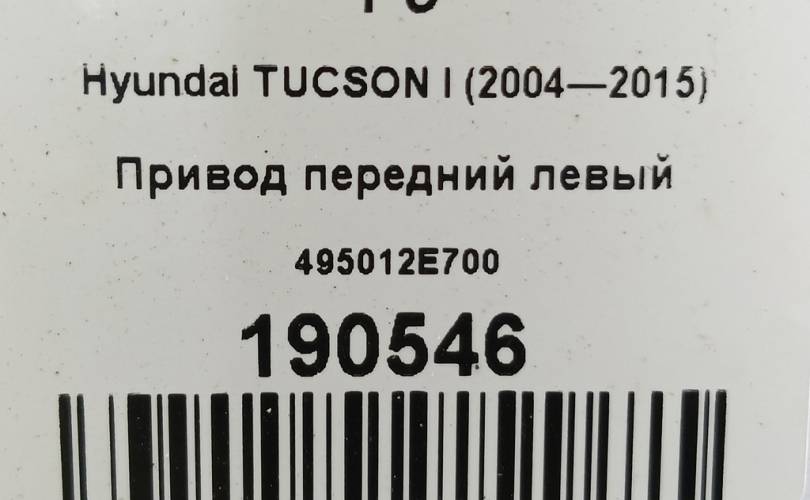 Hyundai TUCSON I (2004—2015)
Привод передний левый
495012E700
190546